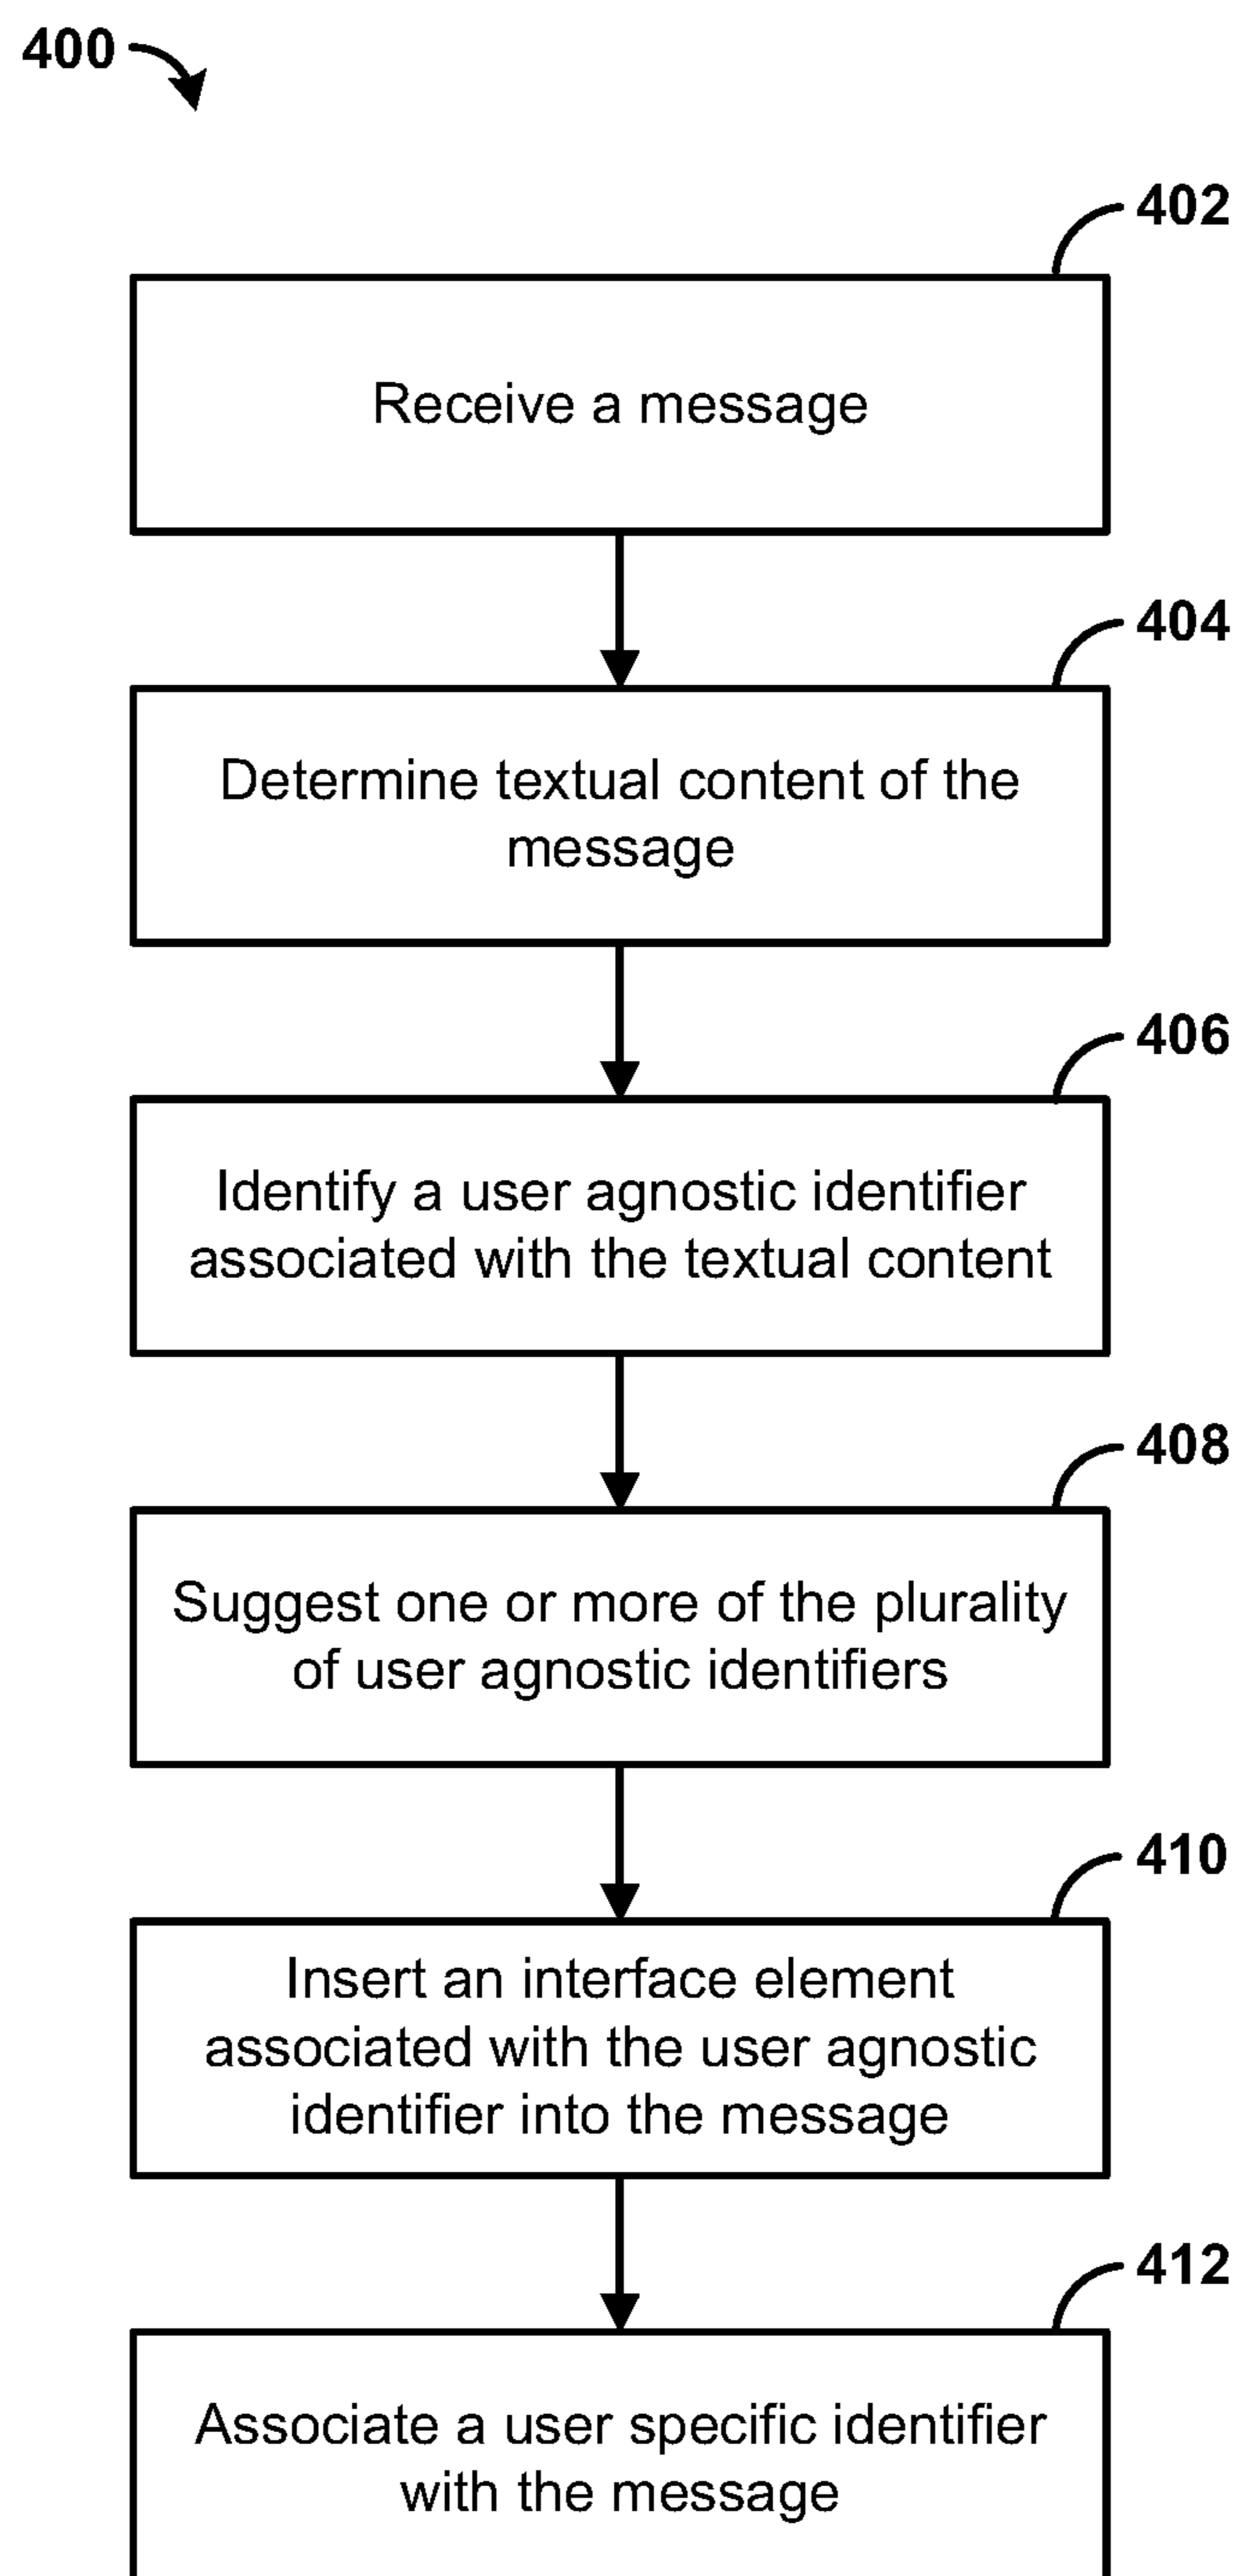 400
402
Receive a message
404
Determine textual content of the
message
406
Identify a user agnostic identifier
associated with the textual content
408
Suggest one or more of the plurality
of user agnostic identifiers
410
Insert an interface element
associated with the user agnostic
identifier into the message
412
Associate a user specific identifier
with the message